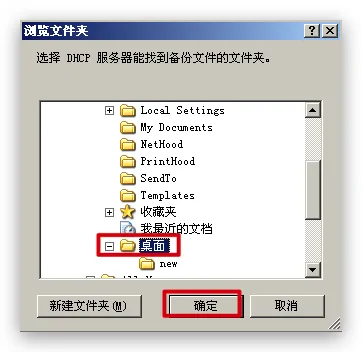 浏览文件夹
选择 DHCP 服务器能找到备份文件的文件夹。
Local Settings
My Documents
NetHood
PrintHood
SendTo
Templates
收藏夹
我最近的文档
桌面
new
新建文件夹(M)
确定
取消